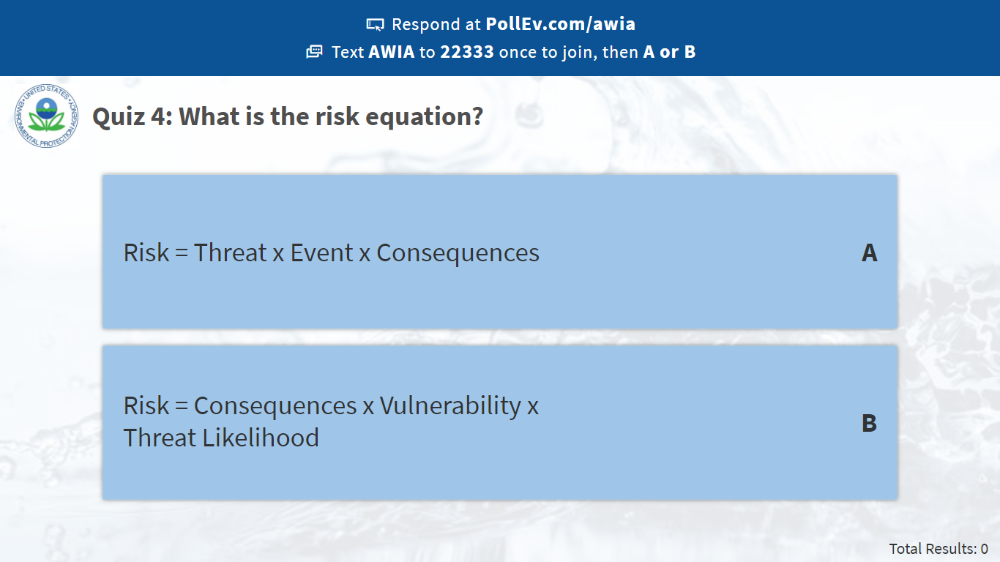 Respond at PollEv.com/awia
Text AWIA to 22333 once to join, then A or B
UNITED STATES • ENVIRONMENTAL PROTECTION AGENCY •
Quiz 4: What is the risk equation?
Risk = Threat x Event x Consequences
A
Risk = Consequences x Vulnerability x
Threat Likelihood
B
Total Results: 0